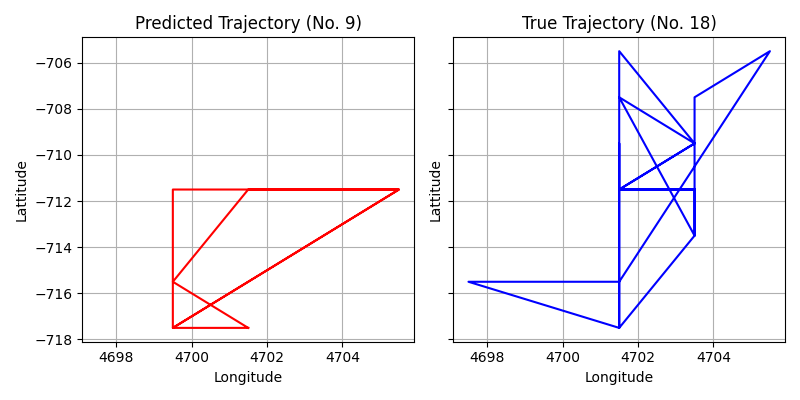 Predicted Trajectory (No. 9)
True Trajectory (No. 18)
Lattitude
−706
−708
−710
−712
−714
−716
−718
4698
4700
4702
4704
Longitude
Lattitude
4698
4700
4702
4704
Longitude